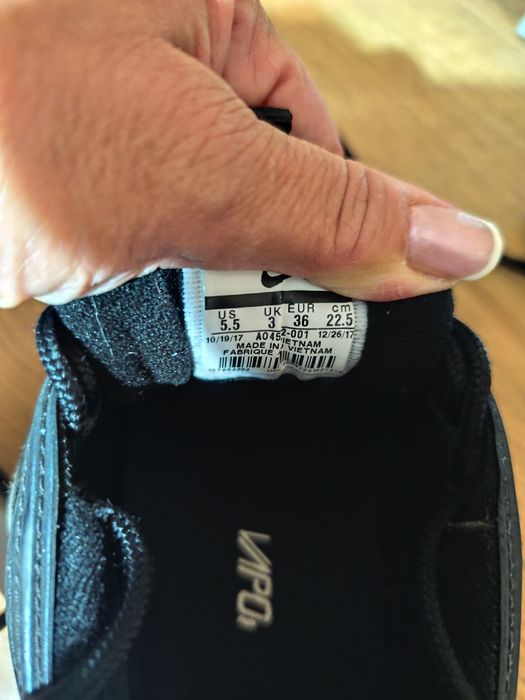 US UK EUR cm
5.5 3 36 22.5
10/19/17 AO45 2-001 12/26/17
MADE IN VIETNAM
FABRIQUE VIETNAM
VAPO